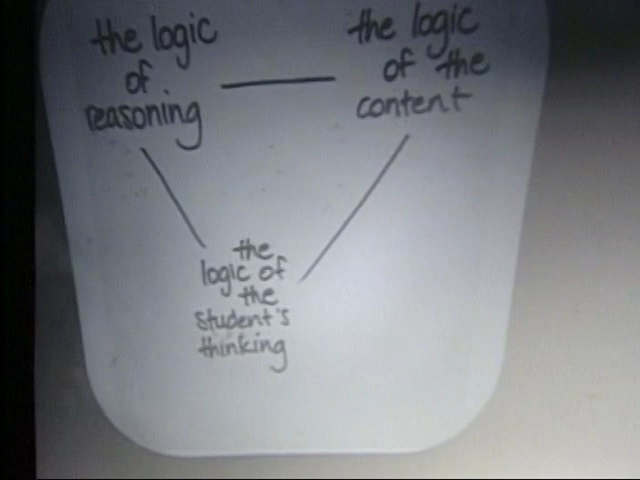 the logic
of
reasoning
the logic
of the
content
the
logic of
the
student's
thinking